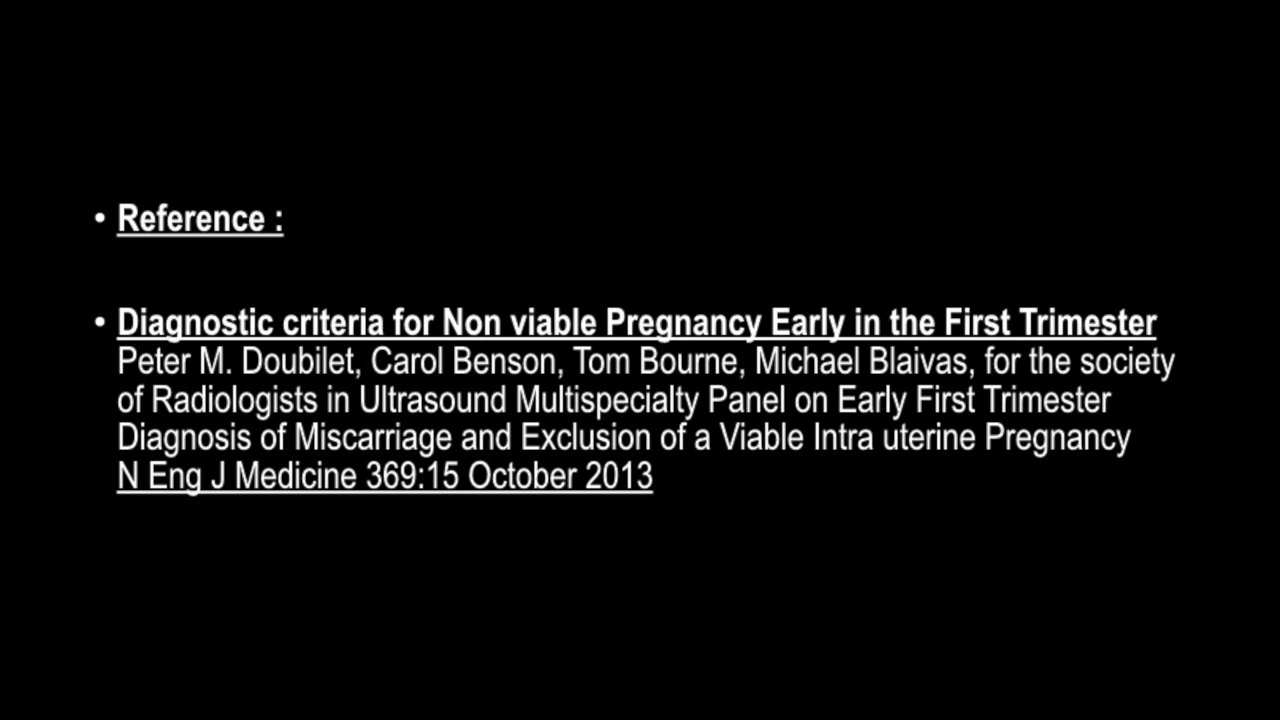 • Reference :
• Diagnostic criteria for Non viable Pregnancy Early in the First Trimester
Peter M. Doubilet, Carol Benson, Tom Bourne, Michael Blaivas, for the society
of Radiologists in Ultrasound Multispecialty Panel on Early First Trimester
Diagnosis of Miscarriage and Exclusion of a Viable Intra uterine Pregnancy
N Eng J Medicine 369:15 October 2013